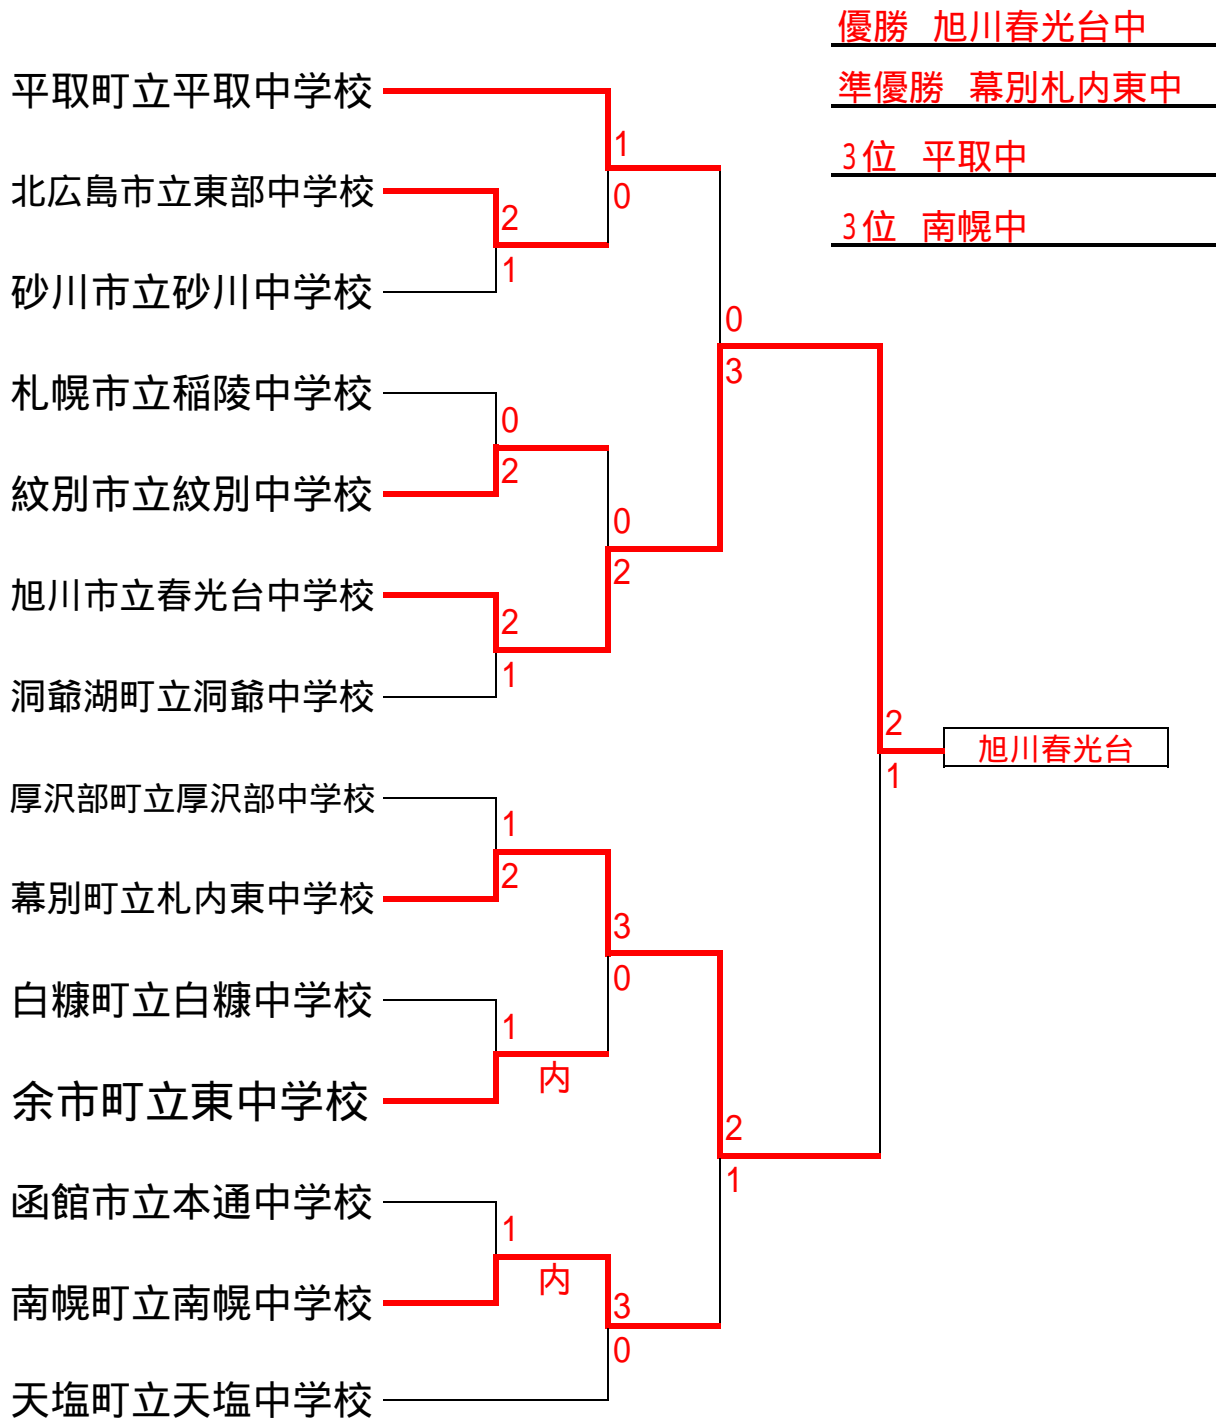 優勝 旭川春光台中
準優勝 幕別札内東中
3位 平取中
3位 南幌中
平取町立平取中学校
1
0
北広島市立東部中学校
2
1
砂川市立砂川中学校
0
3
札幌市立稲陵中学校
0
2
紋別市立紋別中学校
0
2
旭川市立春光台中学校
2
1
洞爺湖町立洞爺中学校
2
1
旭川春光台
厚沢部町立厚沢部中学校
1
2
幕別町立札内東中学校
3
0
白糠町立白糠中学校
1
内
余市町立東中学校
2
1
函館市立本通中学校
1
内
南幌町立南幌中学校
3
0
天塩町立天塩中学校